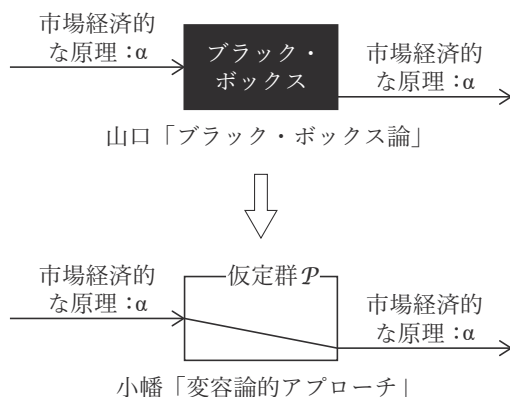 市場経済的
な原理：α
ブラック・
ボックス
市場経済的
な原理：α
山口「ブラック・ボックス論」
市場経済的
な原理：α
仮定群𝒫
市場経済的
な原理：α
小幡「変容論的アプローチ」